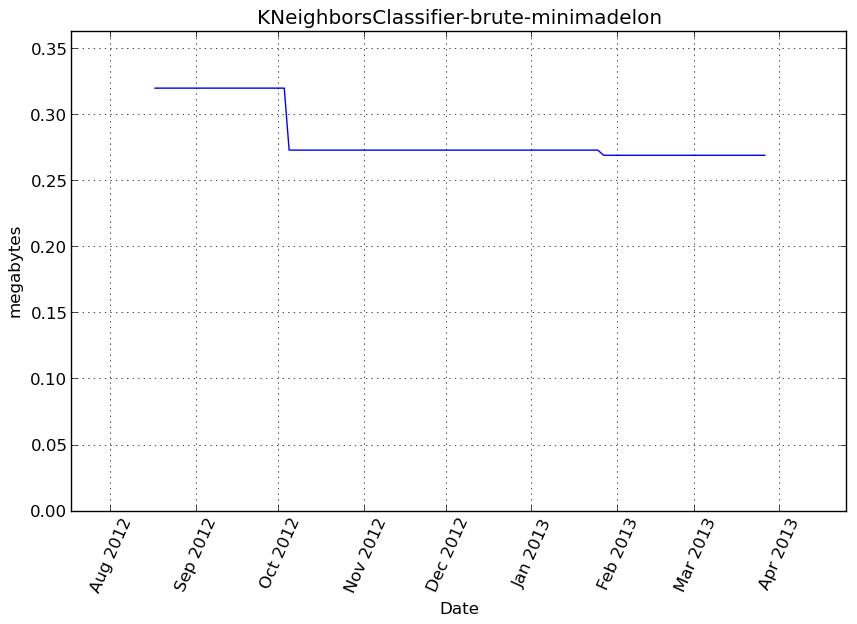 KNeighborsClassifier-brute-minimadelon
0.35
0.30
0.25
0.20
0.15
0.10
0.05
0.00
megabytes
Aug 2012
Sep 2012
Oct 2012
Nov 2012
Dec 2012
Jan 2013
Feb 2013
Mar 2013
Apr 2013
Date